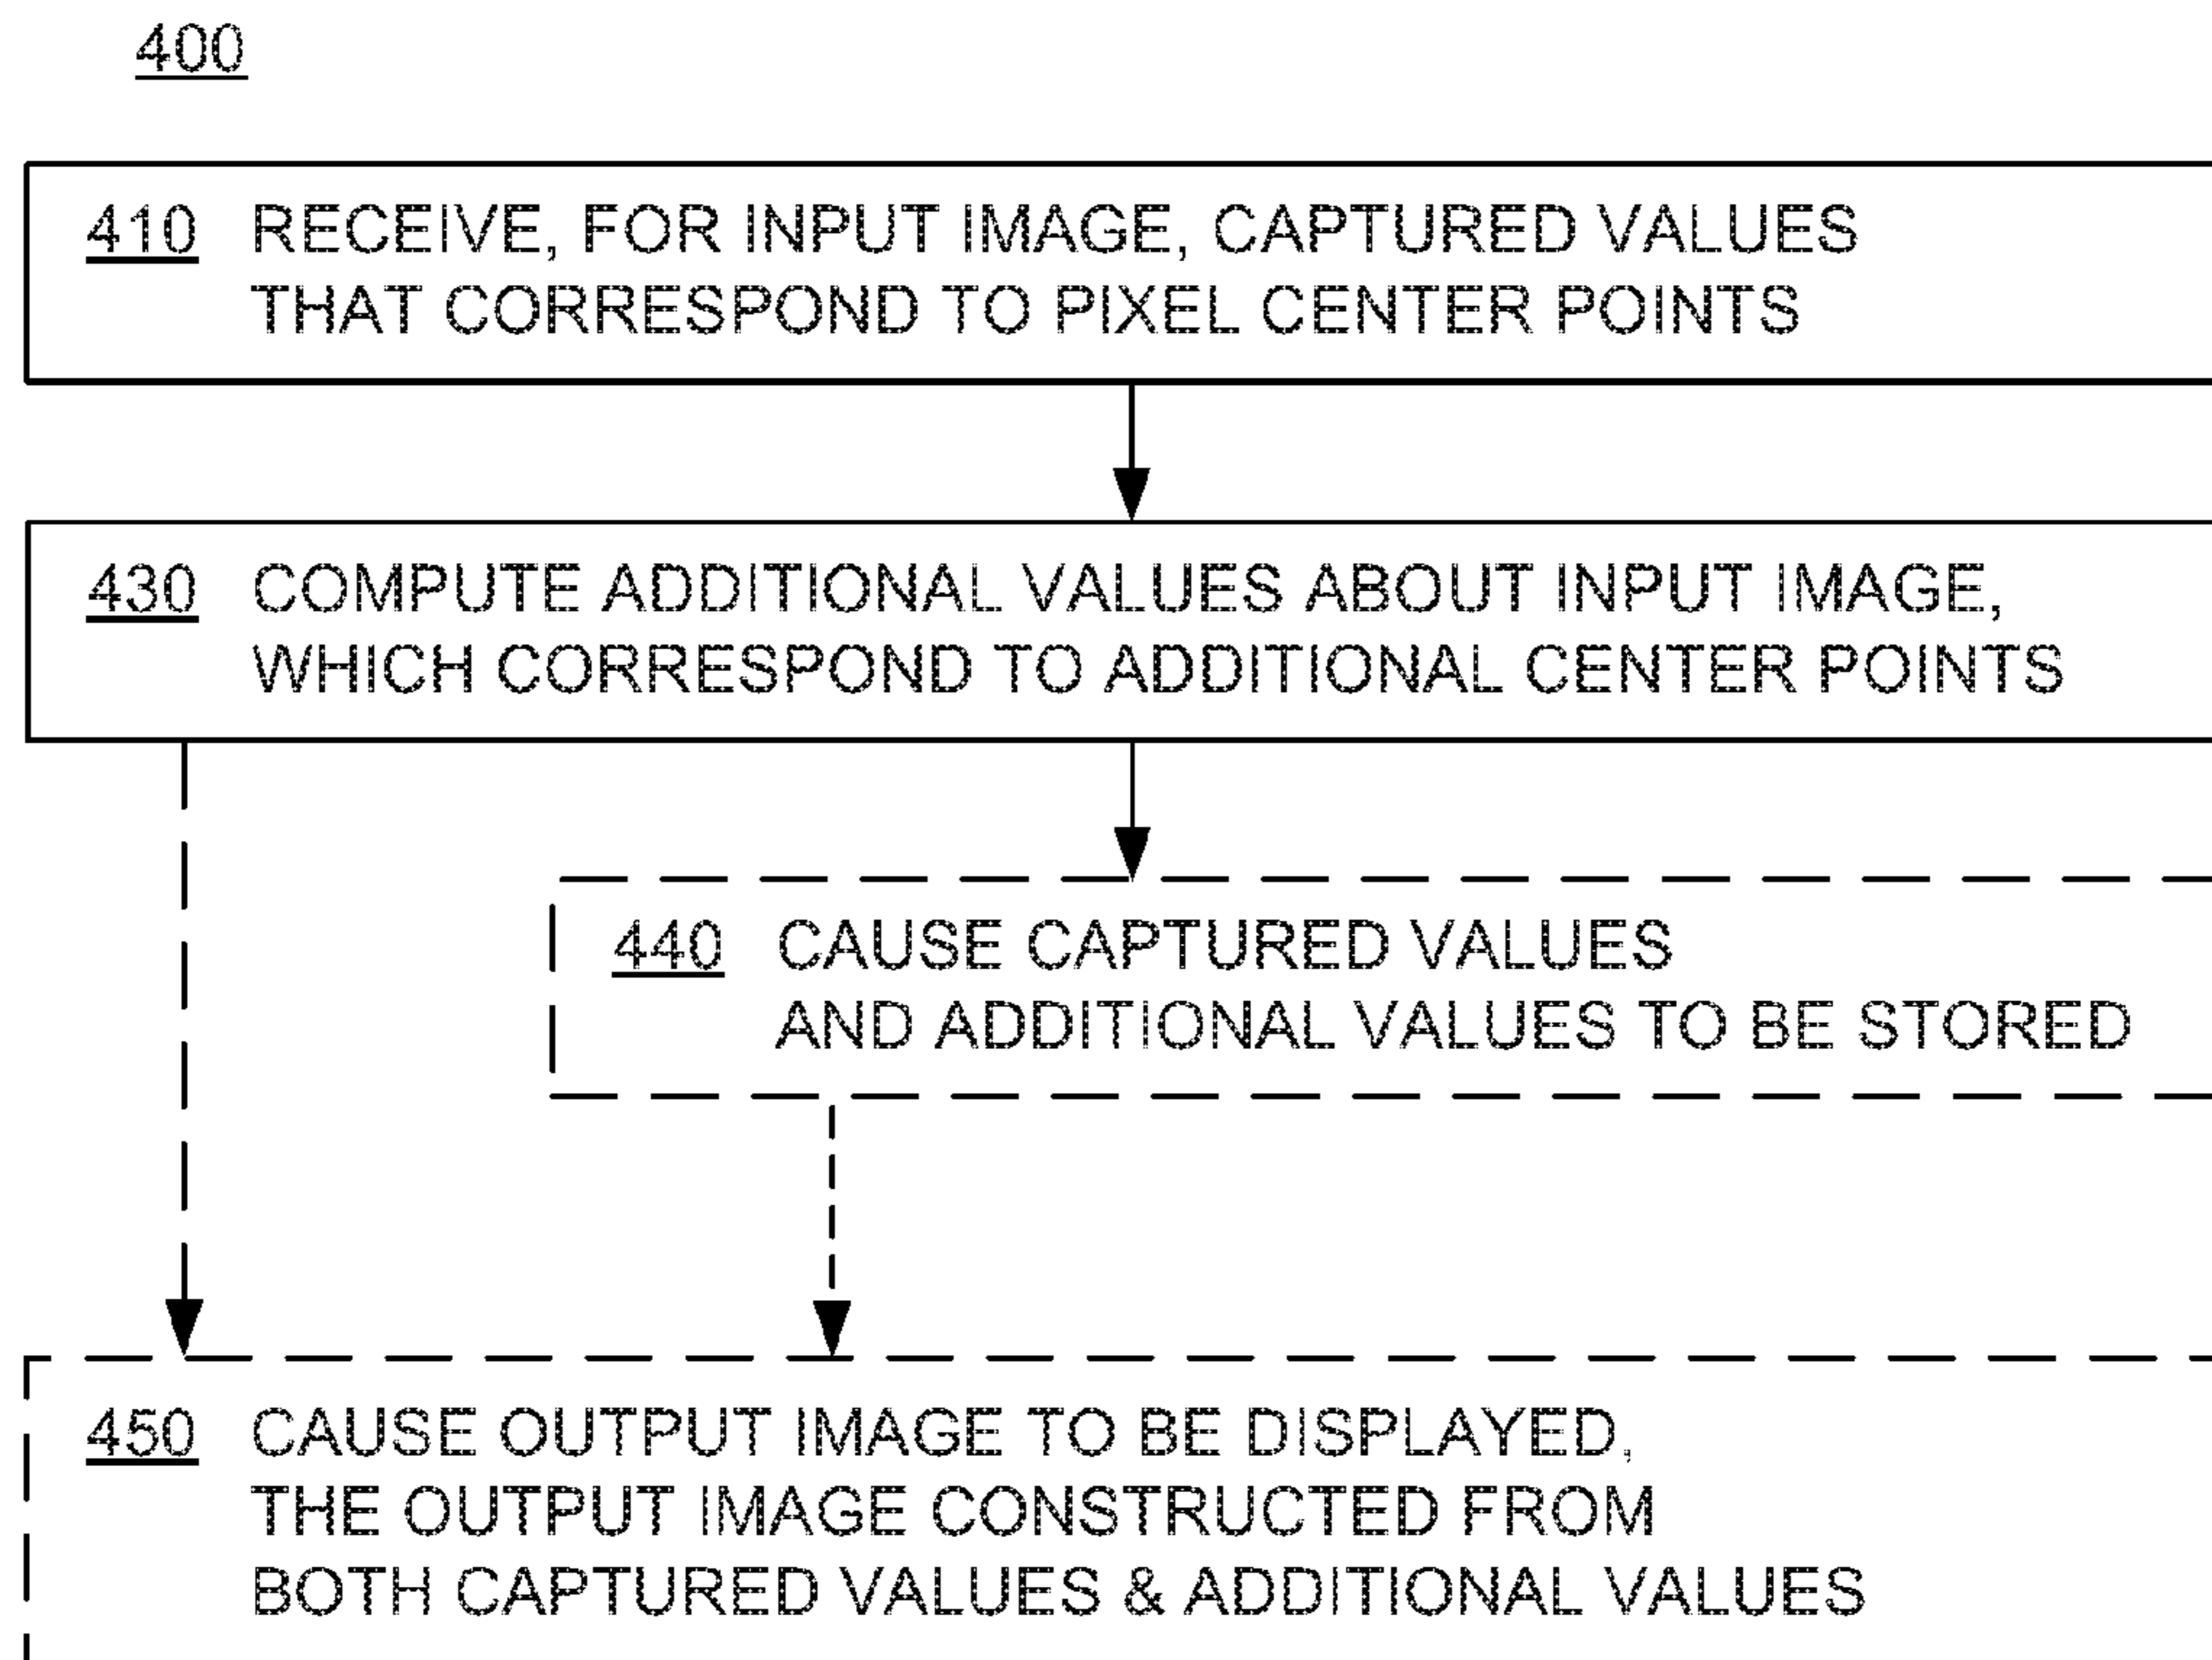 400
410 RECEIVE, FOR INPUT IMAGE, CAPTURED VALUES
THAT CORRESPOND TO PIXEL CENTER POINTS
430 COMPUTE ADDITIONAL VALUES ABOUT INPUT IMAGE,
WHICH CORRESPOND TO ADDITIONAL CENTER POINTS
440 CAUSE CAPTURED VALUES
AND ADDITIONAL VALUES TO BE STORED
450 CAUSE OUTPUT IMAGE TO BE DISPLAYED,
THE OUTPUT IMAGE CONSTRUCTED FROM
BOTH CAPTURED VALUES & ADDITIONAL VALUES